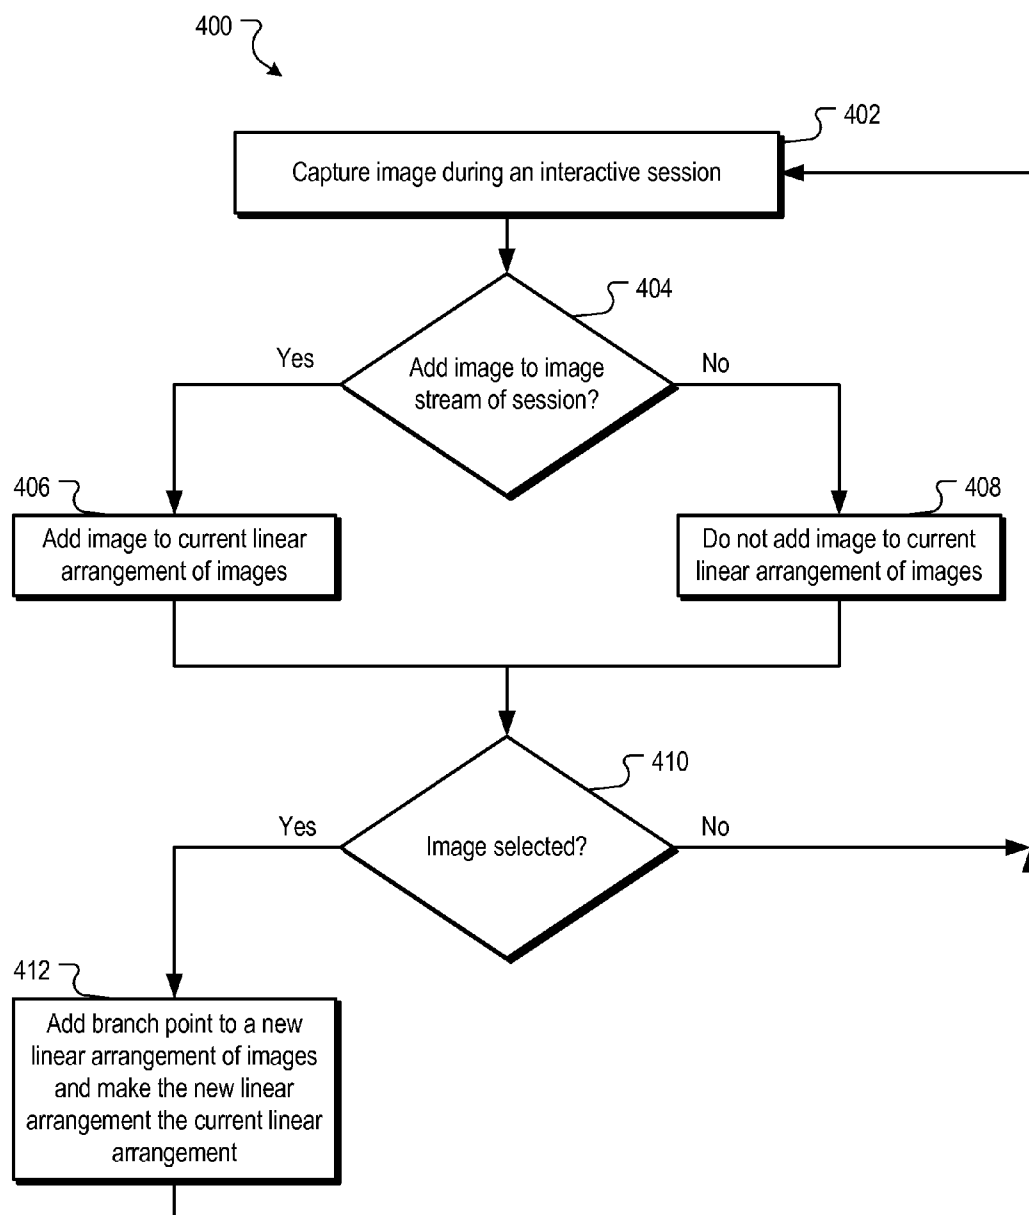 400
402
Capture image during an interactive session
404
Yes
Add image to image
stream of session?
No
406
Add image to current linear
arrangement of images
408
Do not add image to current
linear arrangement of images
410
Yes
Image selected?
No
412
Add branch point to a new
linear arrangement of images
and make the new linear
arrangement the current linear
arrangement